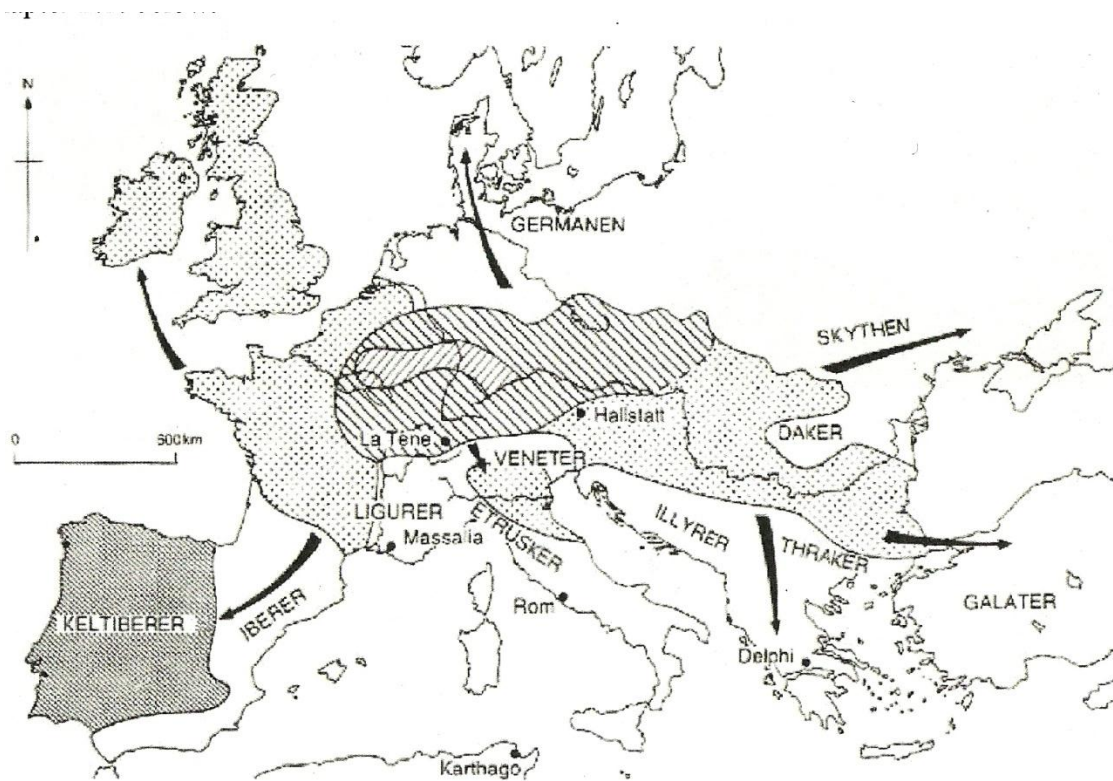 N
GERMANEN
SKYTHEN
0
600km
Hallstatt
DAKER
La Tène
VENETER
LIGURER
ETRUSKER
ILLYRER
Massalia
THRAKER
IBERER
KELTIBERER
Rom
GALATER
Delphi
Karthago